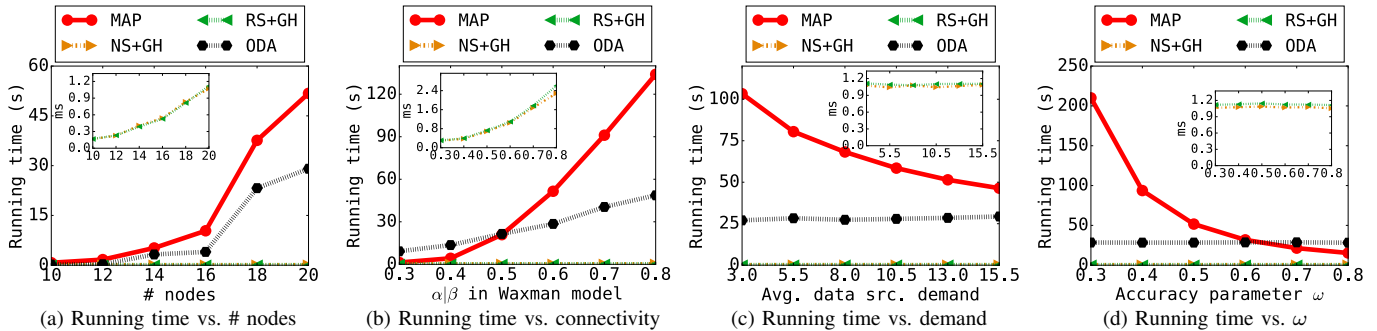 MAP RS+GH
NS+GH ODA
Running time (s)
60
45
30
15
0
10 12 14 16 18 20
# nodes
ms
1.2
0.9
0.6
0.3
0.0
10 12 14 16 18 20
(a) Running time vs. # nodes
MAP RS+GH
NS+GH ODA
Running time (s)
120
90
60
30
0
0.3 0.4 0.5 0.6 0.7 0.8
α|β in Waxman model
ms
2.4
1.6
0.8
0.0
0.30.40.50.60.70.8
(b) Running time vs. connectivity
MAP RS+GH
NS+GH ODA
Running time (s)
100
75
50
25
0
3.0 5.5 8.0 10.5 13.0 15.5
Avg. data src. demand
ms
1.2
0.9
0.6
0.3
0.0
5.5 10.5 15.5
(c) Running time vs. demand
MAP RS+GH
NS+GH ODA
Running time (s)
250
200
150
100
50
0
0.3 0.4 0.5 0.6 0.7 0.8
Accuracy parameter ω
ms
1.2
0.9
0.6
0.3
0.0
0.30.40.50.60.70.8
(d) Running time vs. ω